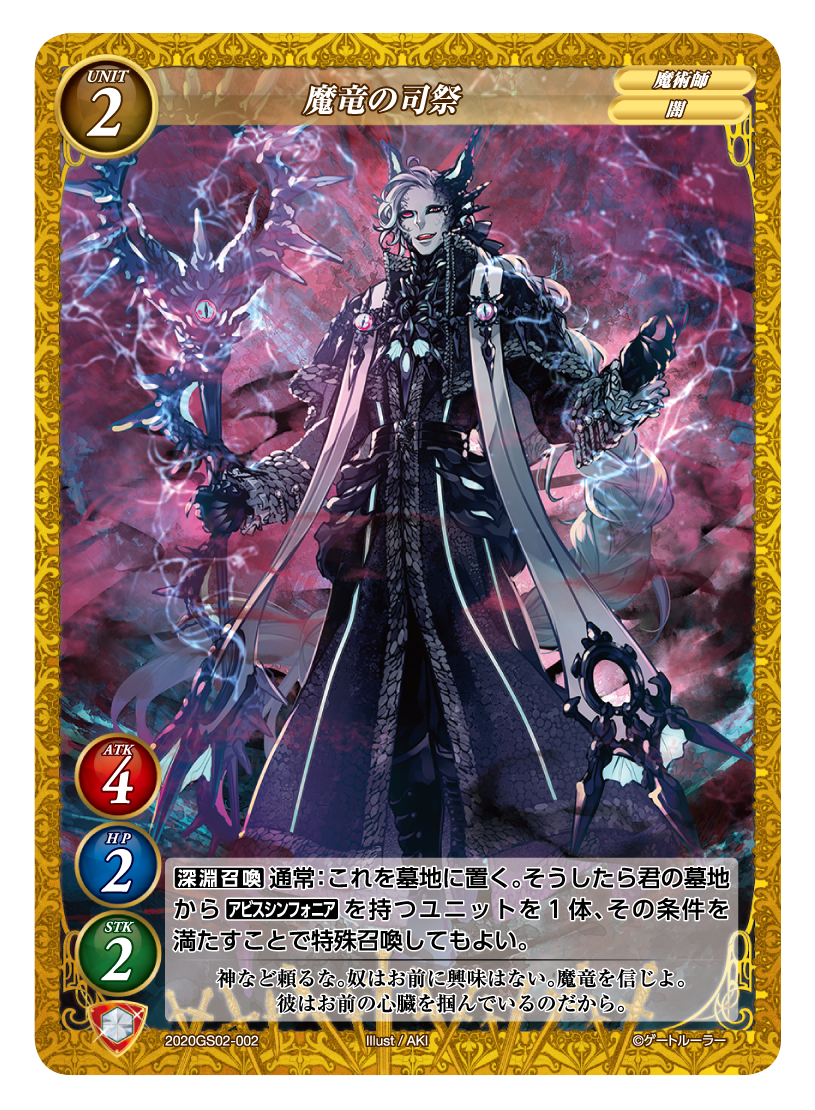 UNIT
2
魔竜の司祭
魔術師
闇
ATK
4
HP
2
STK
2
深淵召喚 通常:これを墓地に置く。そうしたら君の墓地
から アビスシンフォニア を持つユニットを1体、その条件を
満たすことで特殊召喚してもよい。
神など頼るな。奴はお前に興味はない。魔竜を信じよ。
彼はお前の心臓を掴んでいるのだから。
2020GS02-002
Illust / AKI
©ゲートルーラー